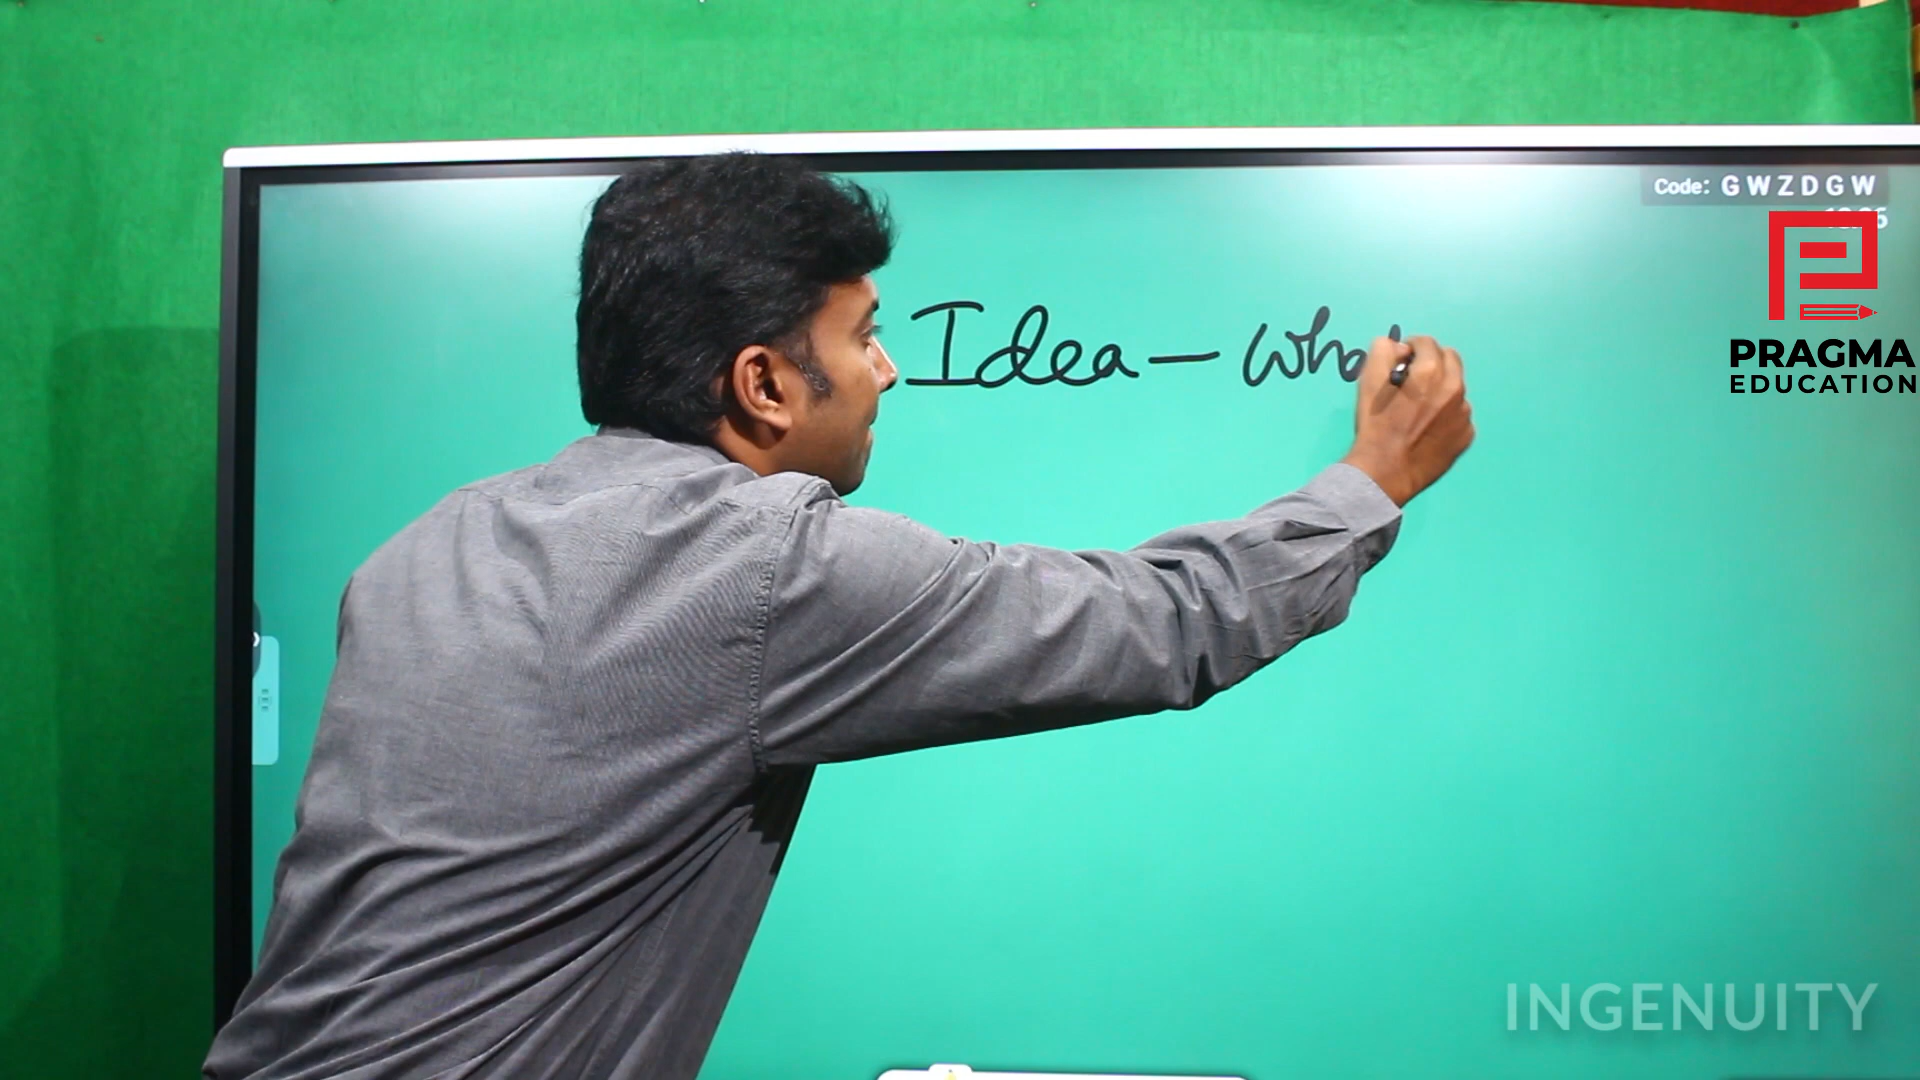 Code: GWZDGW
PRAGMA
EDUCATION
Idea – wha
INGENUITY